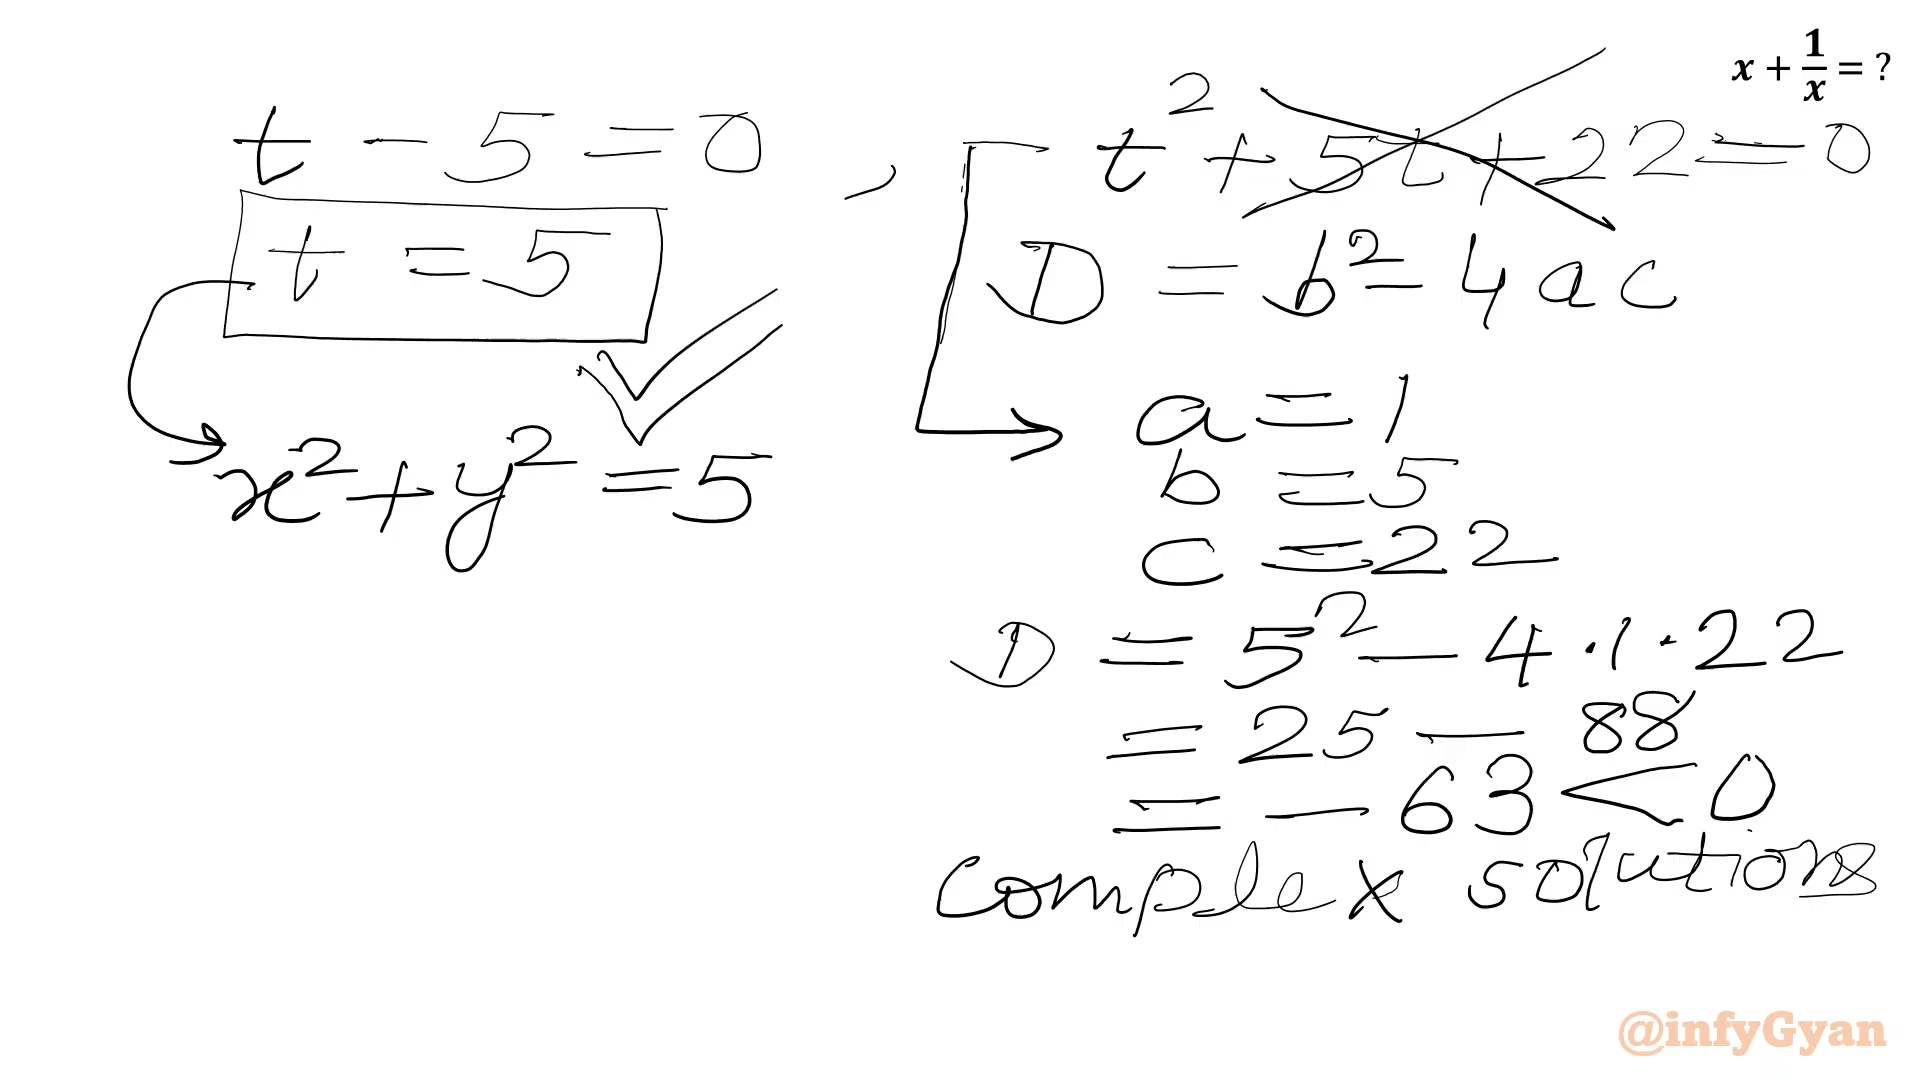 x + 1/x = ?
t - 5 = 0 , t² + 5t + 22 = 0
t = 5
x² + y² = 5
D = b² - 4ac
a = 1
b = 5
c = 22
D = 5² - 4 · 1 · 22
= 25 - 88
= - 63 < 0
complex solutions
@infyGyan